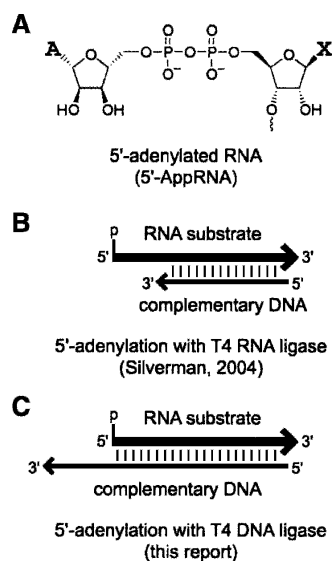 A
A O O P O P O O X
O O
O⁻ O⁻
HO OH O OH
5'-adenylated RNA
(5'-AppRNA)
B
p RNA substrate
5' 3'
3' 5'
complementary DNA
5'-adenylation with T4 RNA ligase
(Silverman, 2004)
C
p RNA substrate
5' 3'
3' 5'
complementary DNA
5'-adenylation with T4 DNA ligase
(this report)